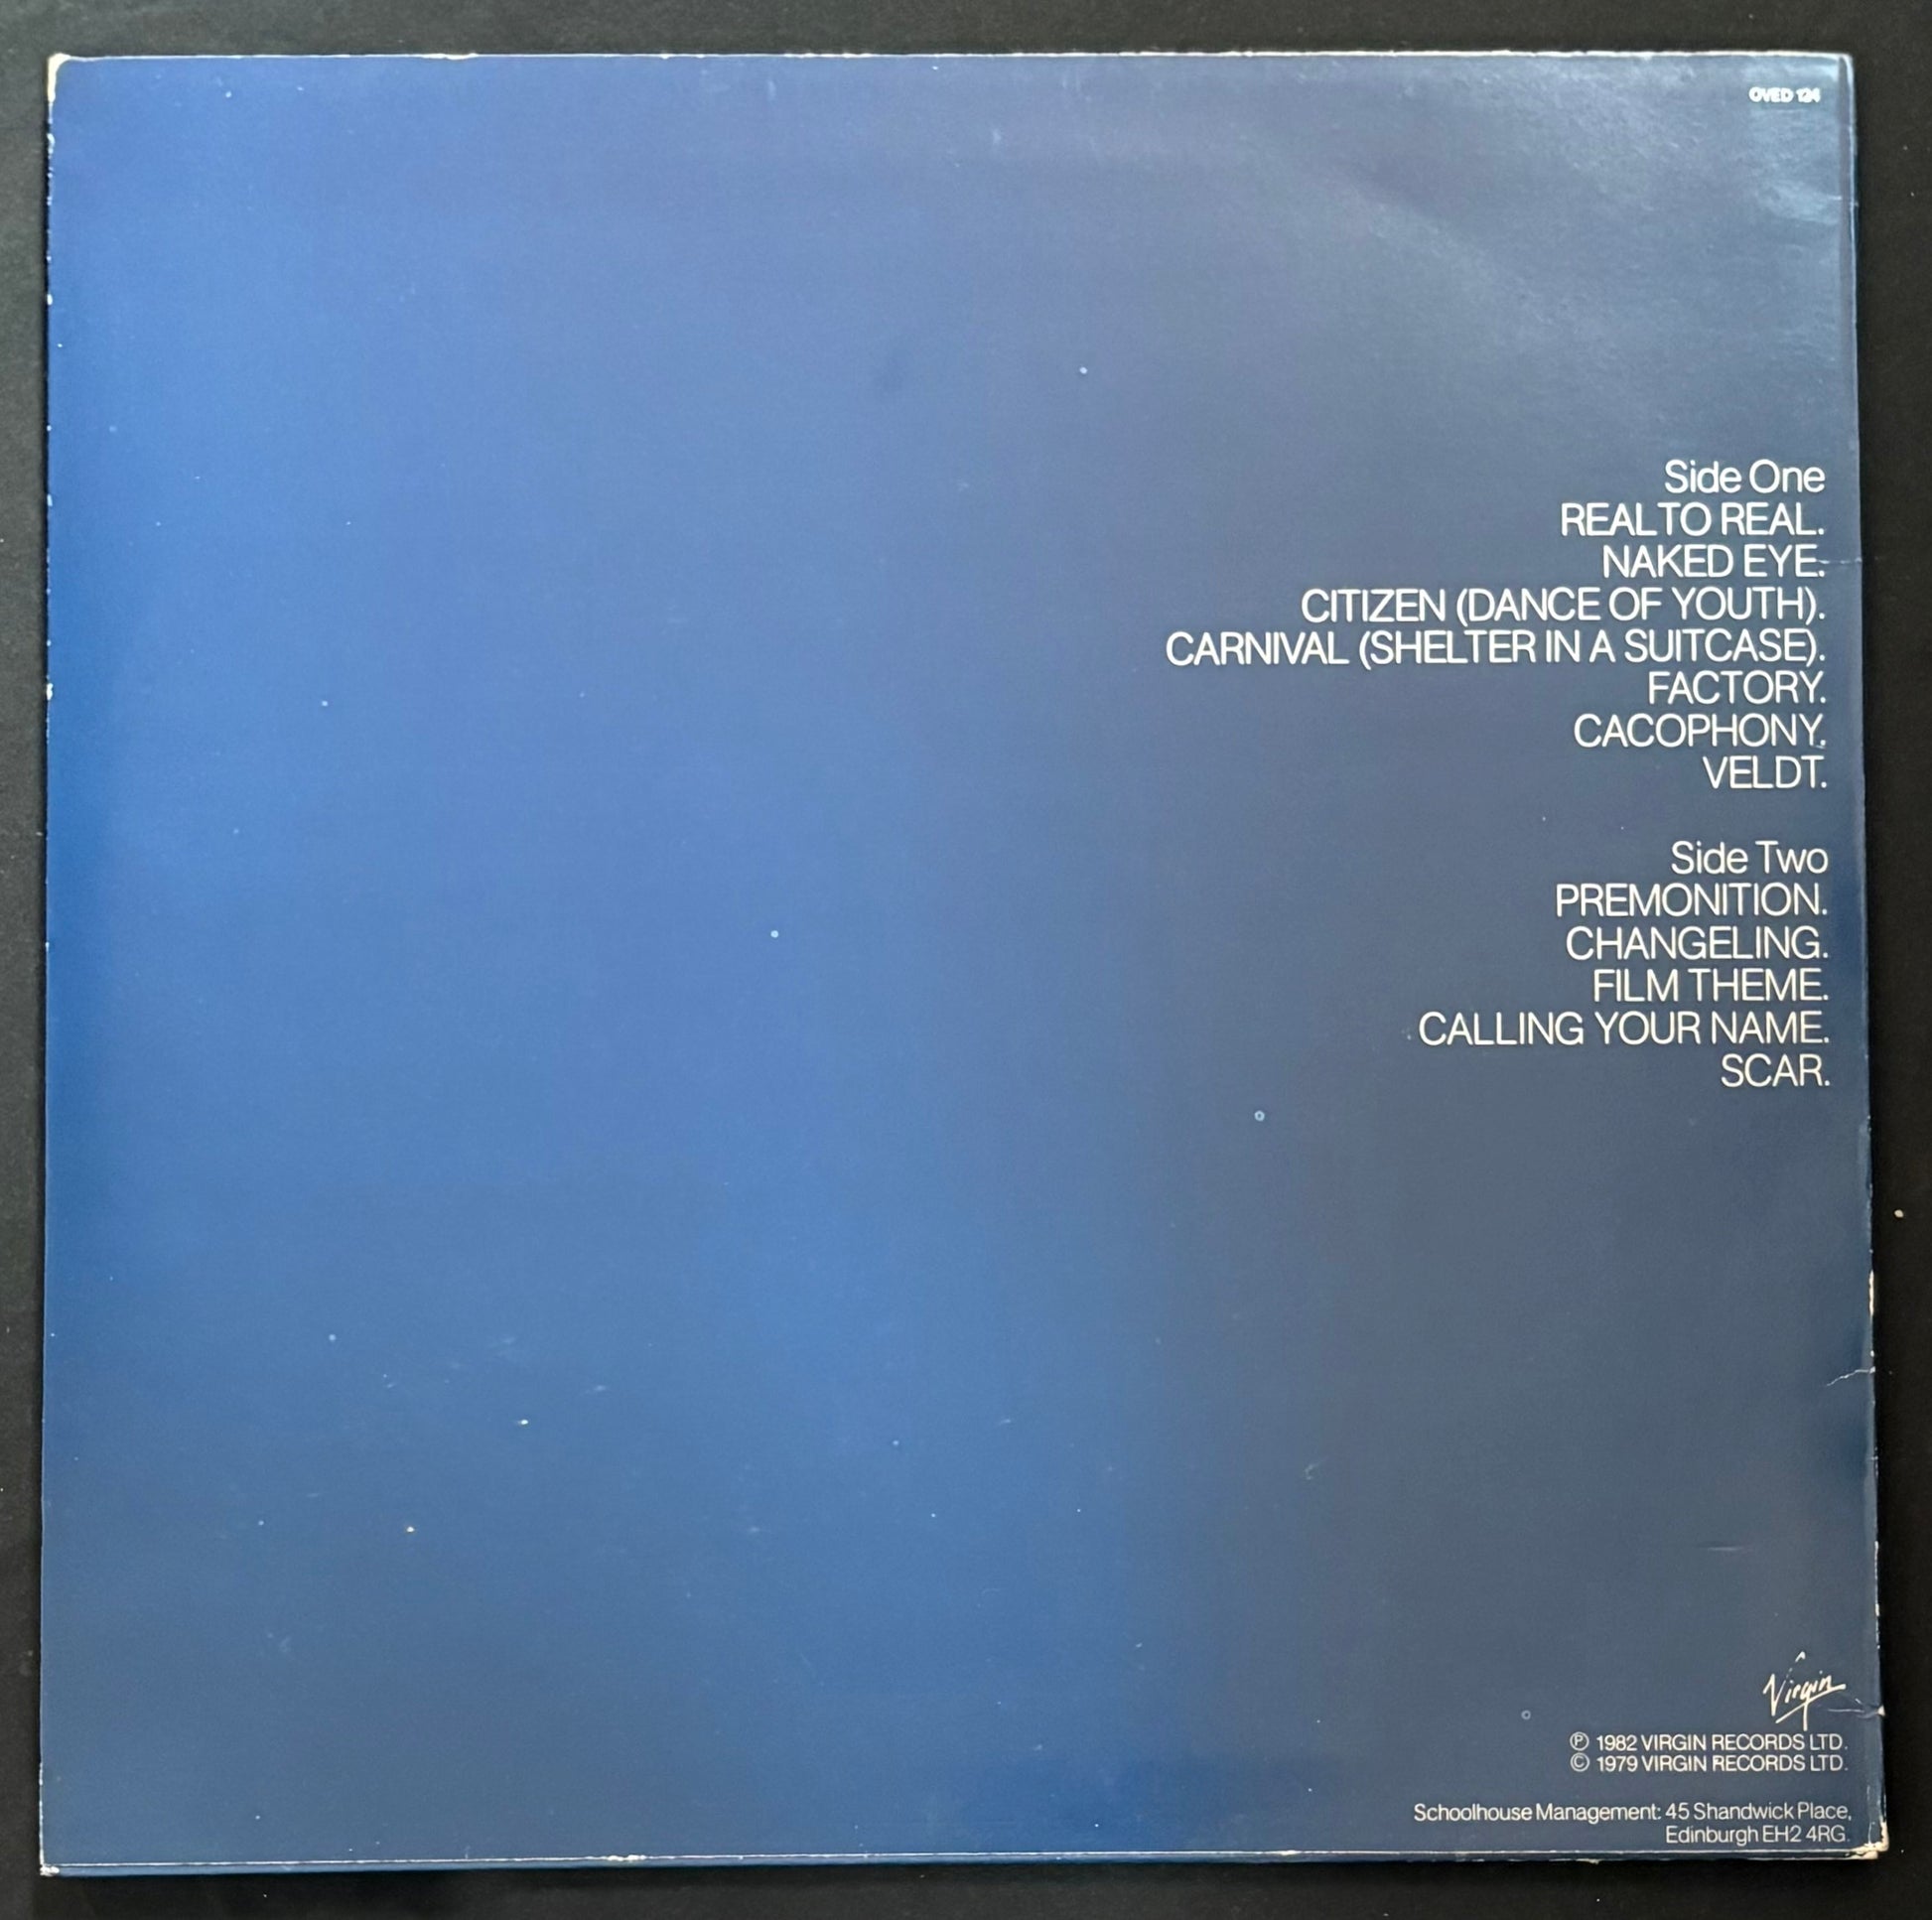 OVED 124
Side One
REAL TO REAL.
NAKED EYE.
CITIZEN (DANCE OF YOUTH).
CARNIVAL (SHELTER IN A SUITCASE).
FACTORY.
CACOPHONY.
VELDT.
Side Two
PREMONITION.
CHANGELING.
FILM THEME.
CALLING YOUR NAME.
SCAR.
Virgin
Ⓟ 1982 VIRGIN RECORDS LTD.
© 1979 VIRGIN RECORDS LTD.
Schoolhouse Management: 45 Shandwick Place,
Edinburgh EH2 4RG.